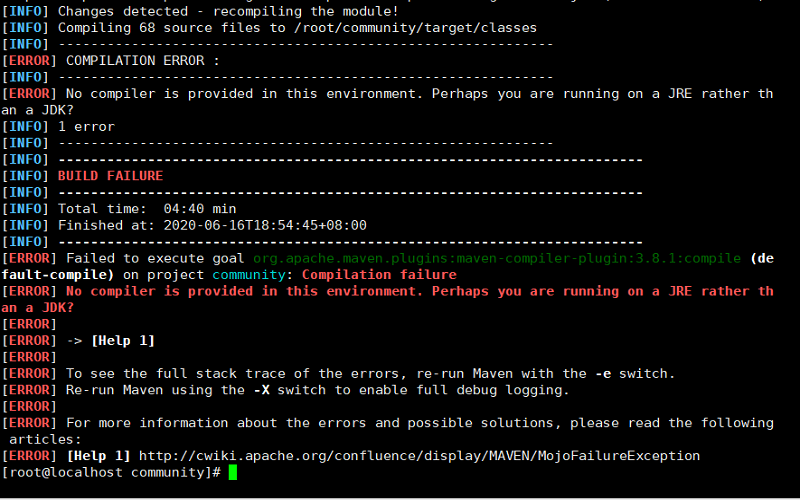 [INFO] Changes detected - recompiling the module!
[INFO] Compiling 68 source files to /root/community/target/classes
[INFO] -------------------------------------------------------------
[ERROR] COMPILATION ERROR :
[INFO] -------------------------------------------------------------
[ERROR] No compiler is provided in this environment. Perhaps you are running on a JRE rather th
an a JDK?
[INFO] 1 error
[INFO] -------------------------------------------------------------
[INFO] ------------------------------------------------------------------------
[INFO] BUILD FAILURE
[INFO] ------------------------------------------------------------------------
[INFO] Total time:  04:40 min
[INFO] Finished at: 2020-06-16T18:54:45+08:00
[INFO] ------------------------------------------------------------------------
[ERROR] Failed to execute goal org.apache.maven.plugins:maven-compiler-plugin:3.8.1:compile (de
fault-compile) on project community: Compilation failure
[ERROR] No compiler is provided in this environment. Perhaps you are running on a JRE rather th
an a JDK?
[ERROR]
[ERROR] -> [Help 1]
[ERROR]
[ERROR] To see the full stack trace of the errors, re-run Maven with the -e switch.
[ERROR] Re-run Maven using the -X switch to enable full debug logging.
[ERROR]
[ERROR] For more information about the errors and possible solutions, please read the following
 articles:
[ERROR] [Help 1] http://cwiki.apache.org/confluence/display/MAVEN/MojoFailureException
[root@localhost community]#